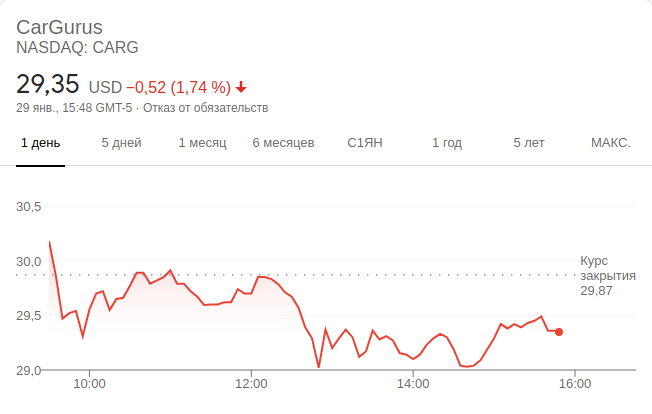 CarGurus
NASDAQ: CARG
29,35 USD −0,52 (1,74 %)
29 янв., 15:48 GMT-5 · Отказ от обязательств
1 день 5 дней 1 месяц 6 месяцев С1ЯН 1 год 5 лет МАКС.
30,5
30,0
29,5
29,0
Курс
закрытия
29,87
10:00 12:00 14:00 16:00